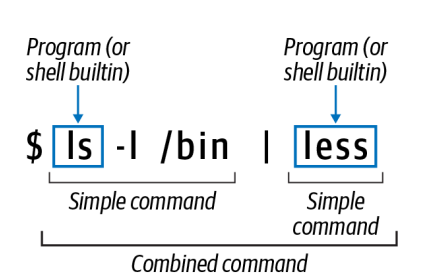 Program (or
shell builtin)
Program (or
shell builtin)
$ ls -l /bin | less
Simple command
Simple
command
Combined command